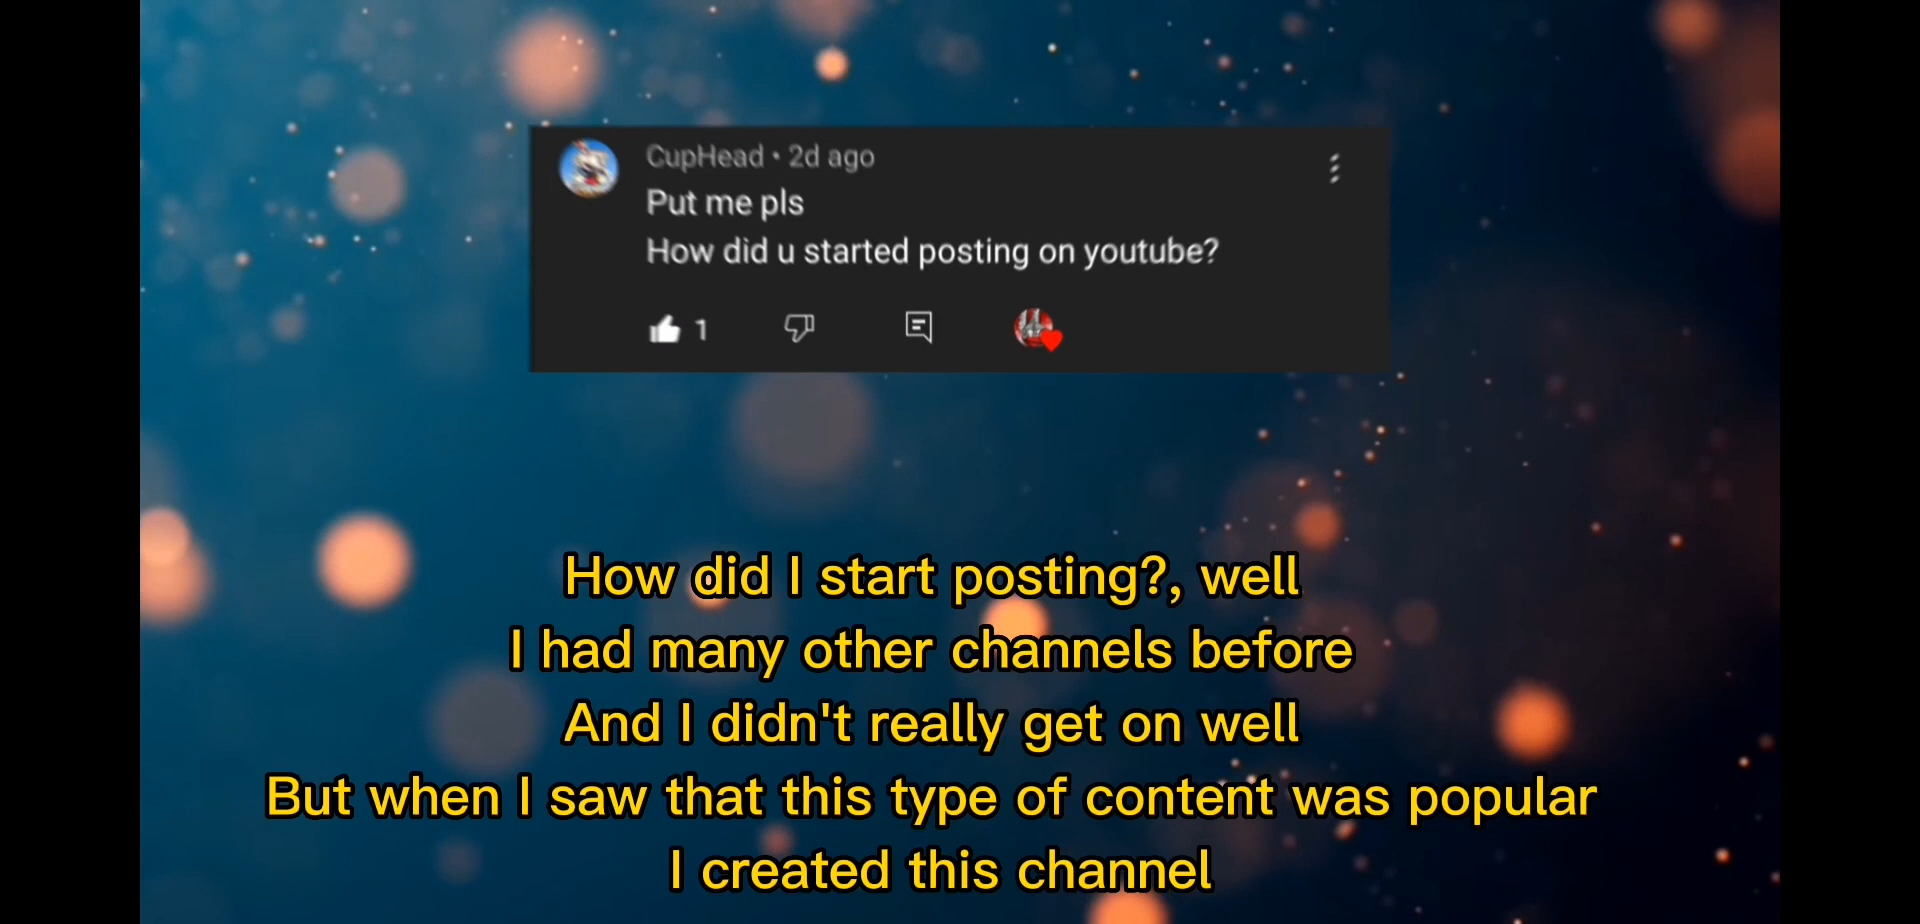 CupHead • 2d ago
Put me pls
How did u started posting on youtube?
1
How did I start posting?, well
I had many other channels before
And I didn't really get on well
But when I saw that this type of content was popular
I created this channel